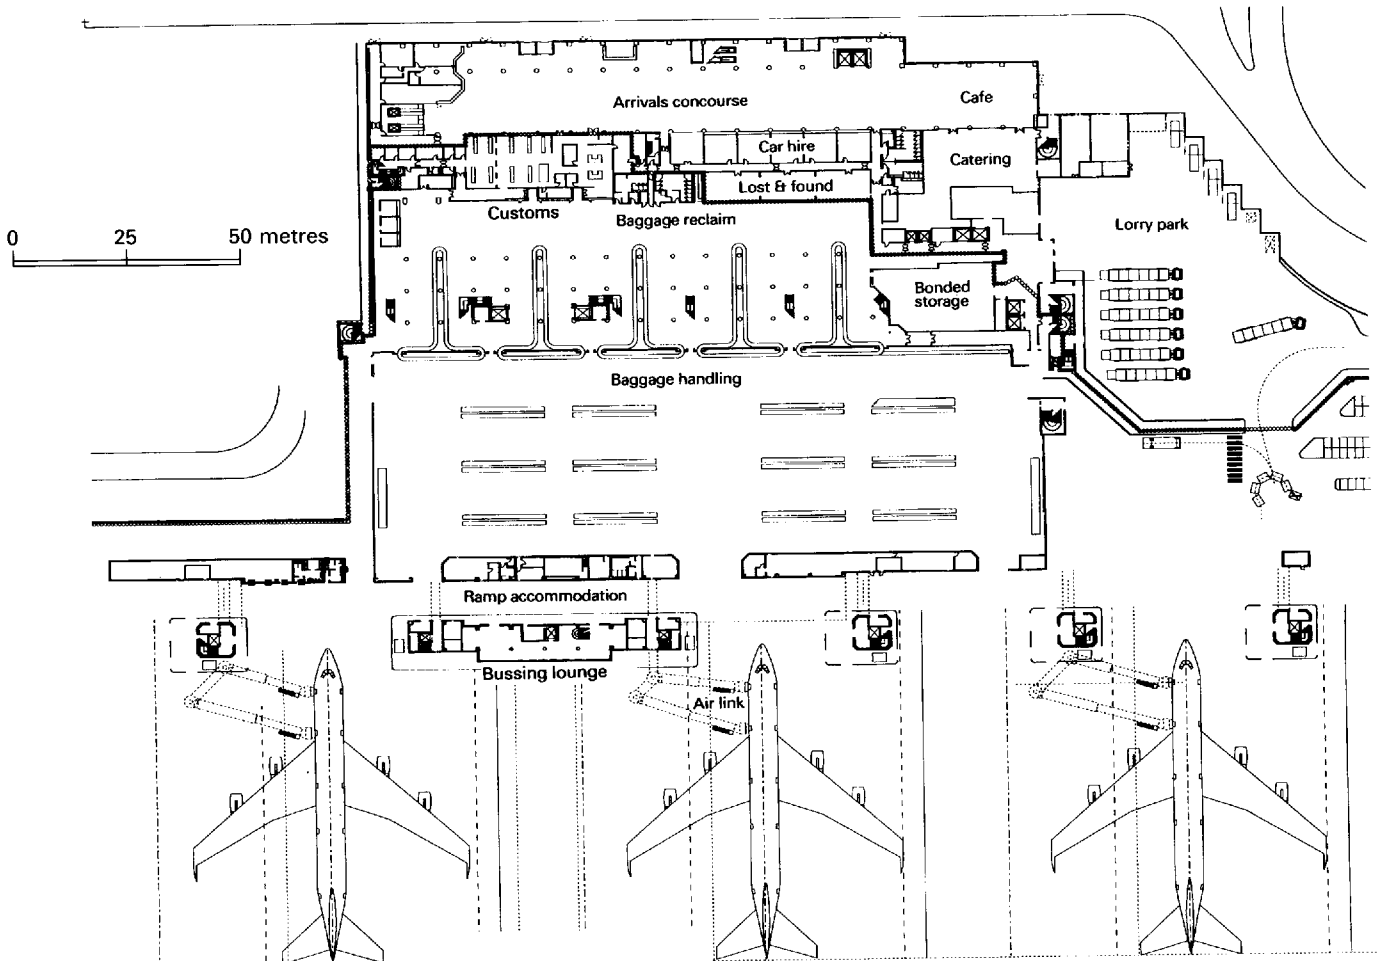 Arrivals concourse
Cafe
Car hire
Catering
Lost & found
Customs
Baggage reclaim
Lorry park
0 25 50 metres
Bonded
storage
Baggage handling
Ramp accommodation
Bussing lounge
Air link